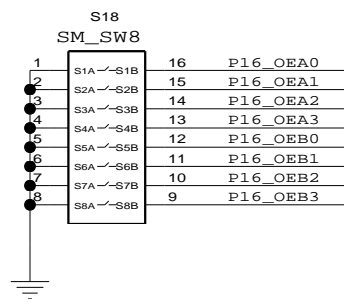 S18
SM_SW8
1 S1A S1B 16 P16_OEA0
2 S2A S2B 15 P16_OEA1
3 S3A S3B 14 P16_OEA2
4 S4A S4B 13 P16_OEA3
5 S5A S5B 12 P16_OEB0
6 S6A S6B 11 P16_OEB1
7 S7A S7B 10 P16_OEB2
8 S8A S8B 9 P16_OEB3